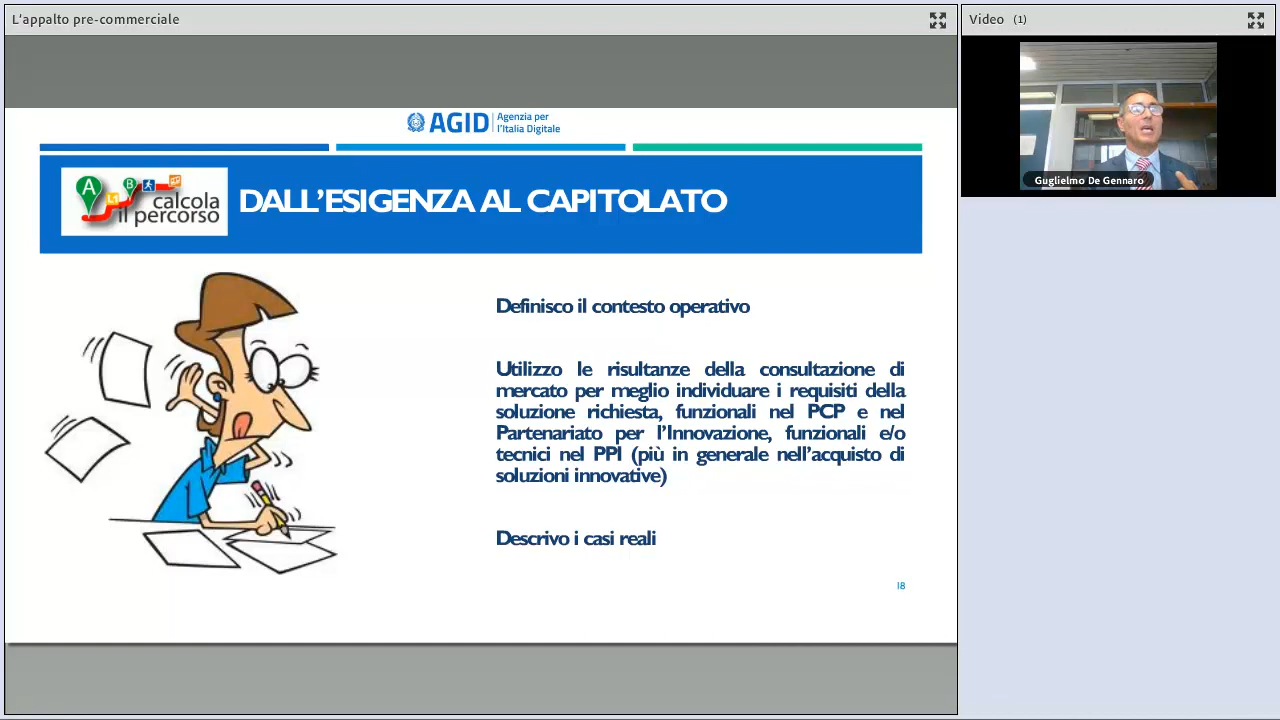 L'appalto pre-commerciale
Video (1)
AGID Agenzia per
l'Italia Digitale
A B
calcola
il percorso
DALL'ESIGENZA AL CAPITOLATO
Guglielmo De Gennaro
Definisco il contesto operativo
Utilizzo le risultanze della consultazione di
mercato per meglio individuare i requisiti della
soluzione richiesta, funzionali nel PCP e nel
Partenariato per l'Innovazione, funzionali e/o
tecnici nel PPI (più in generale nell'acquisto di
soluzioni innovative)
Descrivo i casi reali
18